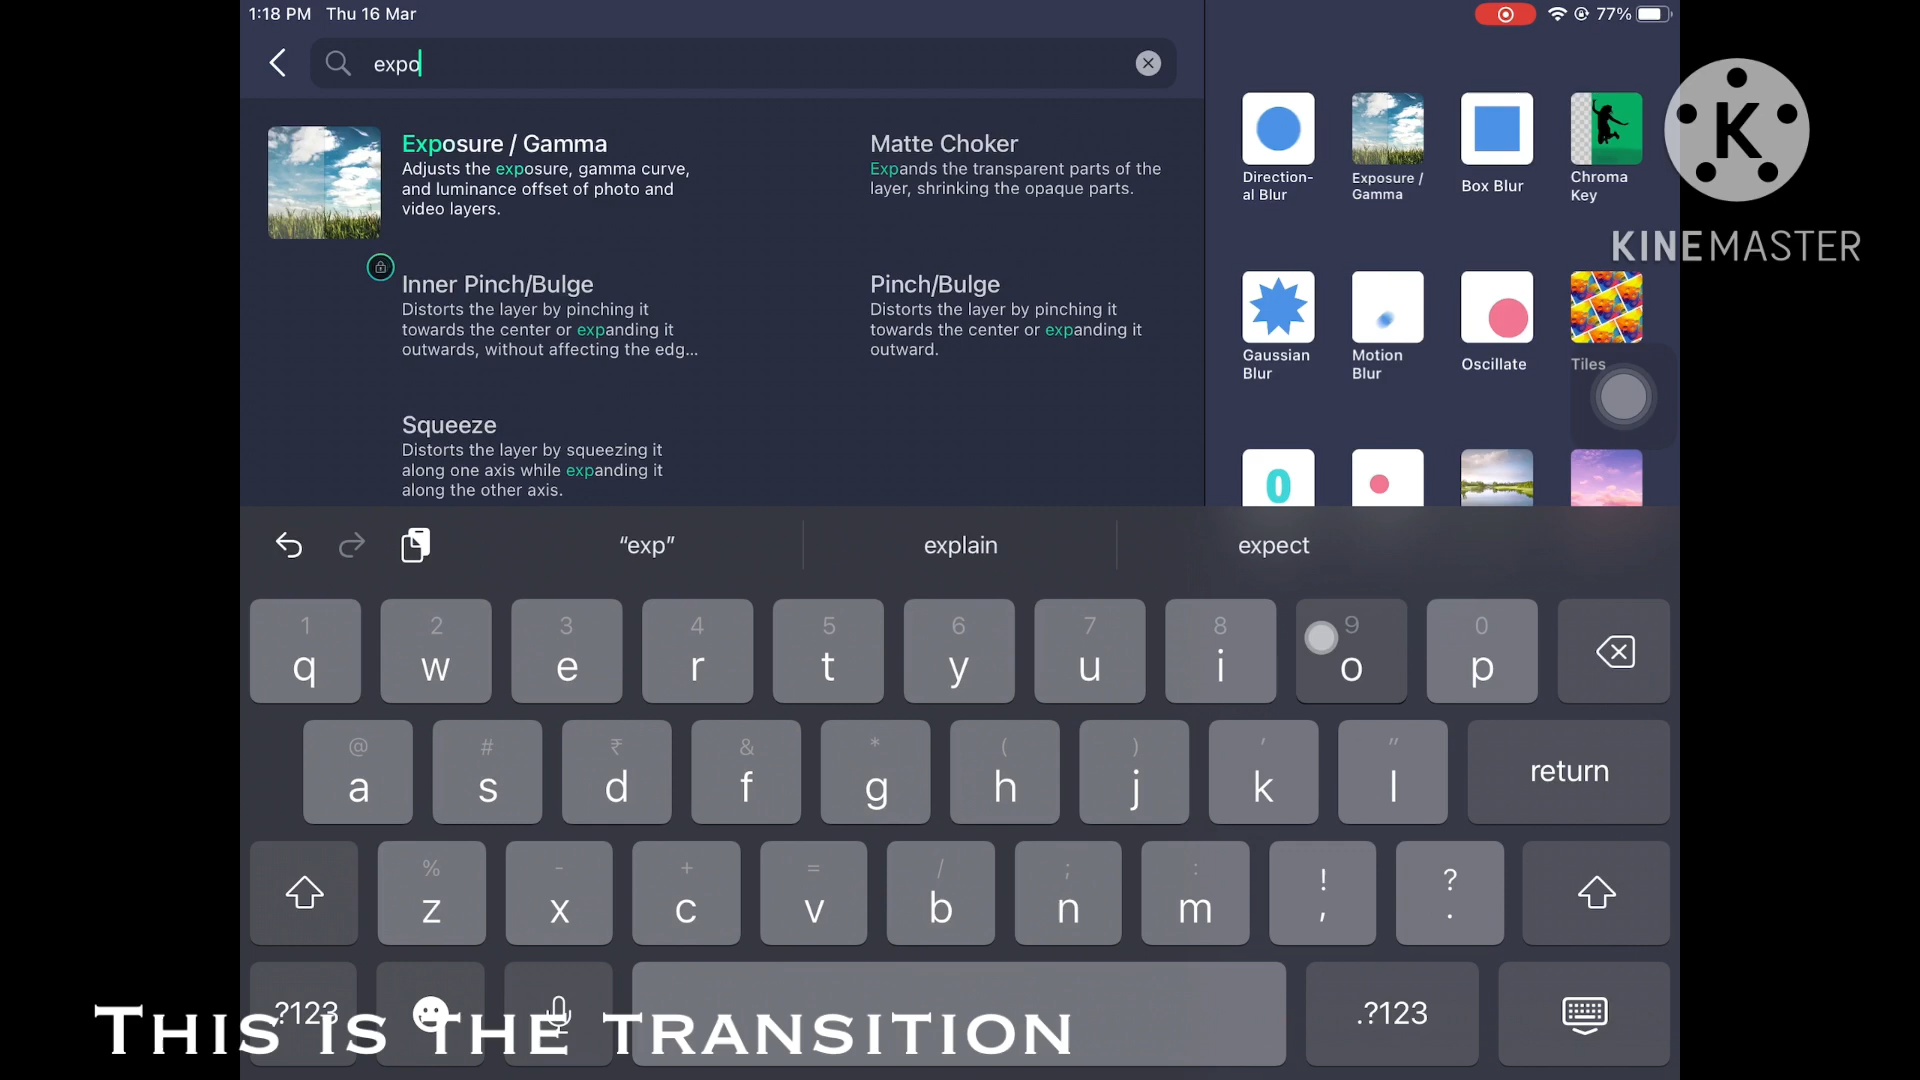 1:18 PM Thu 16 Mar
77%
expo
Exposure / Gamma
Adjusts the exposure, gamma curve,
and luminance offset of photo and
video layers.
Matte Choker
Expands the transparent parts of the
layer, shrinking the opaque parts.
Inner Pinch/Bulge
Distorts the layer by pinching it
towards the center or expanding it
outwards, without affecting the edg...
Pinch/Bulge
Distorts the layer by pinching it
towards the center or expanding it
outward.
Squeeze
Distorts the layer by squeezing it
along one axis while expanding it
along the other axis.
Direction-
al Blur
Exposure /
Gamma
Box Blur
Chroma
Key
Gaussian
Blur
Motion
Blur
Oscillate
Tiles
0
K
KINEMASTER
“exp” explain expect
1 2 3 4 5 6 7 8 9 0
q w e r t y u i o p
@ # ₹ & * ( ) ' "
a s d f g h j k l return
% - + = / ; : ! ?
z x c v b n m , .
.?123 .?123
This is the transition